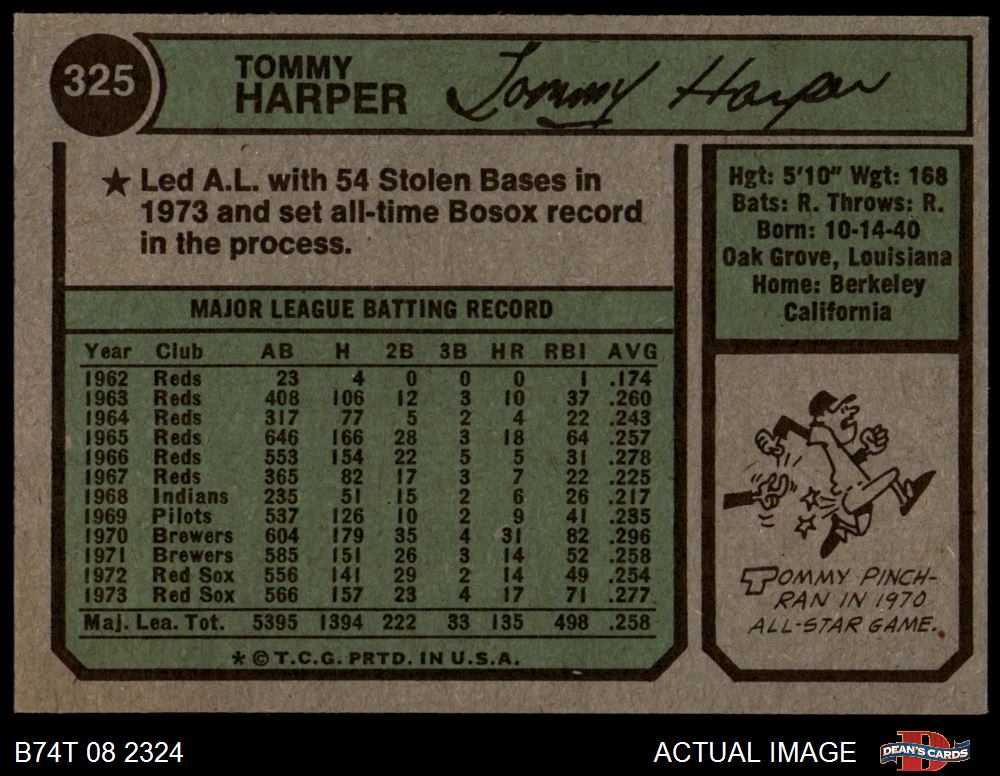 325
TOMMY
HARPER
Tommy Harper
★ Led A.L. with 54 Stolen Bases in
1973 and set all-time Bosox record
in the process.
MAJOR LEAGUE BATTING RECORD
Year Club AB H 2B 3B HR RBI AVG
1962 Reds 23 4 0 0 0 1 .174
1963 Reds 408 106 12 3 10 37 .260
1964 Reds 317 77 5 2 4 22 .243
1965 Reds 646 166 28 3 18 64 .257
1966 Reds 553 154 22 5 5 31 .278
1967 Reds 365 82 17 3 7 22 .225
1968 Indians 235 51 15 2 6 26 .217
1969 Pilots 537 126 10 2 9 41 .235
1970 Brewers 604 179 35 4 31 82 .296
1971 Brewers 585 151 26 3 14 52 .258
1972 Red Sox 556 141 29 2 14 49 .254
1973 Red Sox 566 157 23 4 17 71 .277
Maj. Lea. Tot. 5395 1394 222 33 135 498 .258
* © T.C.G. PRTD. IN U.S.A.
Hgt: 5'10" Wgt: 168
Bats: R. Throws: R.
Born: 10-14-40
Oak Grove, Louisiana
Home: Berkeley
California
TOMMY PINCH-
RAN IN 1970
ALL-STAR GAME.
B74T 08 2324
ACTUAL IMAGE
D
DEAN'S CARDS